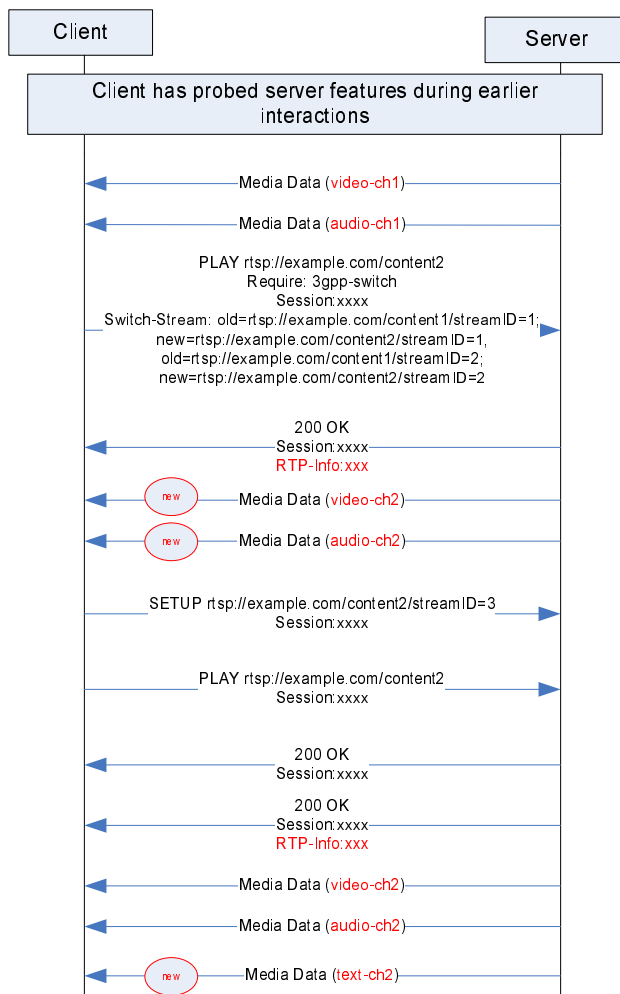 Client
Server
Client has probed server features during earlier
interactions
Media Data (video-ch1)
Media Data (audio-ch1)
PLAY rtsp://example.com/content2
Require: 3gpp-switch
Session:xxxx
Switch-Stream: old=rtsp://example.com/content1/streamID=1;
new=rtsp://example.com/content2/streamID=1,
old=rtsp://example.com/content1/streamID=2;
new=rtsp://example.com/content2/streamID=2
200 OK
Session:xxxx
RTP-Info:xxx
new
Media Data (video-ch2)
new
Media Data (audio-ch2)
SETUP rtsp://example.com/content2/streamID=3
Session:xxxx
PLAY rtsp://example.com/content2
Session:xxxx
200 OK
Session:xxxx
200 OK
Session:xxxx
RTP-Info:xxx
Media Data (video-ch2)
Media Data (audio-ch2)
new
Media Data (text-ch2)